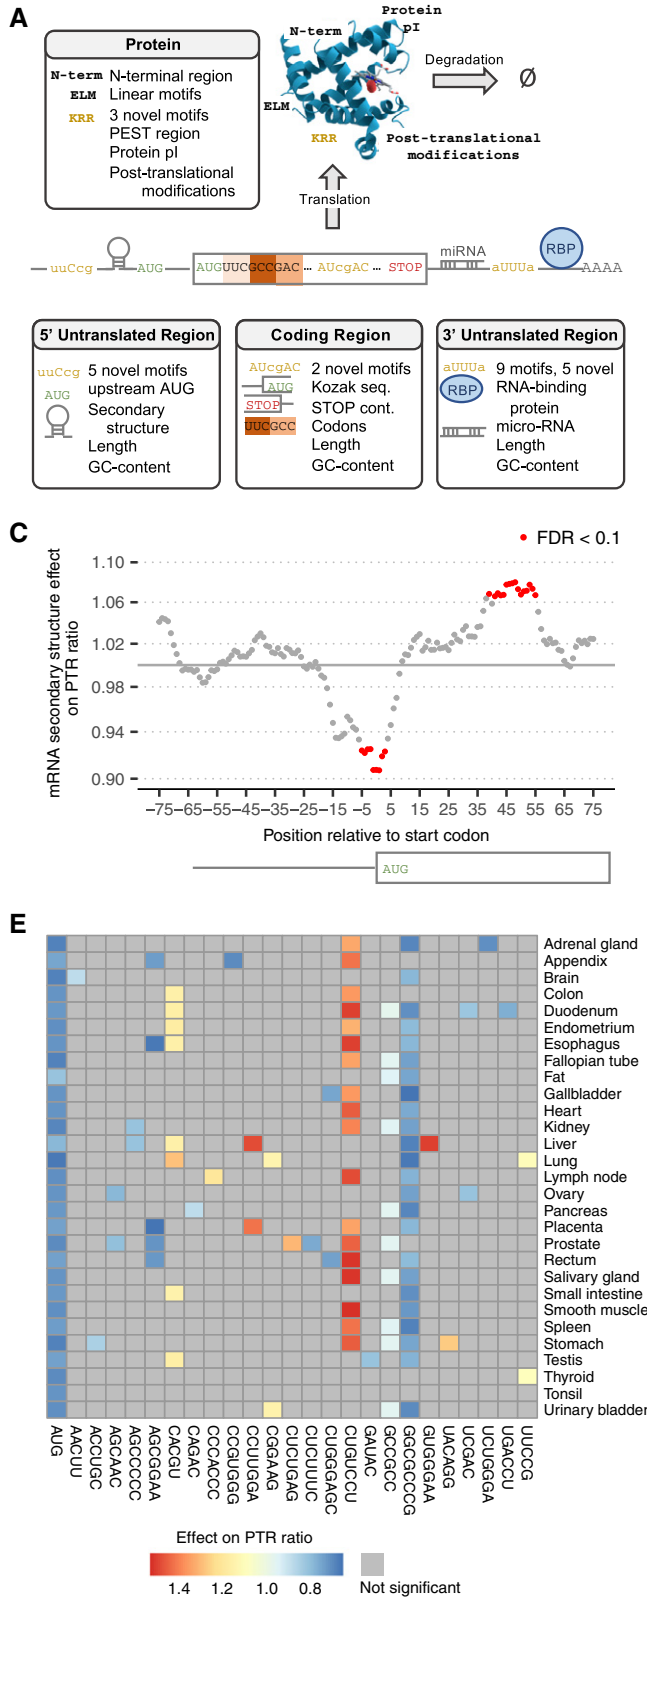 A
Protein
N-term N-terminal region
ELM Linear motifs
KRR 3 novel motifs
PEST region
Protein pI
Post-translational
modifications
Protein
pI
N-term
ELM
KRR
Post-translational
modifications
Degradation
Ø
Translation
uuCcg
AUG
AUGUUCGCCGAC … AUcgAC … STOP
miRNA
aUUUa
RBP
AAAA
5’ Untranslated Region
uuCcg 5 novel motifs
AUG upstream AUG
Secondary
structure
Length
GC-content
Coding Region
AUcgAC 2 novel motifs
AUG Kozak seq.
STOP STOP cont.
UUCGCC Codons
Length
GC-content
3’ Untranslated Region
aUUUa 9 motifs, 5 novel
RBP RNA-binding
protein
micro-RNA
Length
GC-content
C
FDR < 0.1
mRNA secondary structure effect
on PTR ratio
1.10
1.06
1.02
0.98
0.94
0.90
−75 −65 −55 −45 −35 −25 −15 −5 5 15 25 35 45 55 65 75
Position relative to start codon
AUG
E
Adrenal gland
Appendix
Brain
Colon
Duodenum
Endometrium
Esophagus
Fallopian tube
Fat
Gallbladder
Heart
Kidney
Liver
Lung
Lymph node
Ovary
Pancreas
Placenta
Prostate
Rectum
Salivary gland
Small intestine
Smooth muscle
Spleen
Stomach
Testis
Thyroid
Tonsil
Urinary bladder
AUG
AACUU
ACCUGC
AGCAAC
AGCCCCC
AGCGGAA
CACGU
CAGAC
CCCACCC
CCGUGGG
CCUUGGA
CGGAAG
CUCUGAG
CUCUUUC
CUGGGAGC
CUGUCCU
GAUAC
GCCGCC
GGCGCCCG
GUGGGAA
UACAGG
UCGAC
UCUGGGA
UGACCU
UUCCG
Effect on PTR ratio
1.4 1.2 1.0 0.8
Not significant